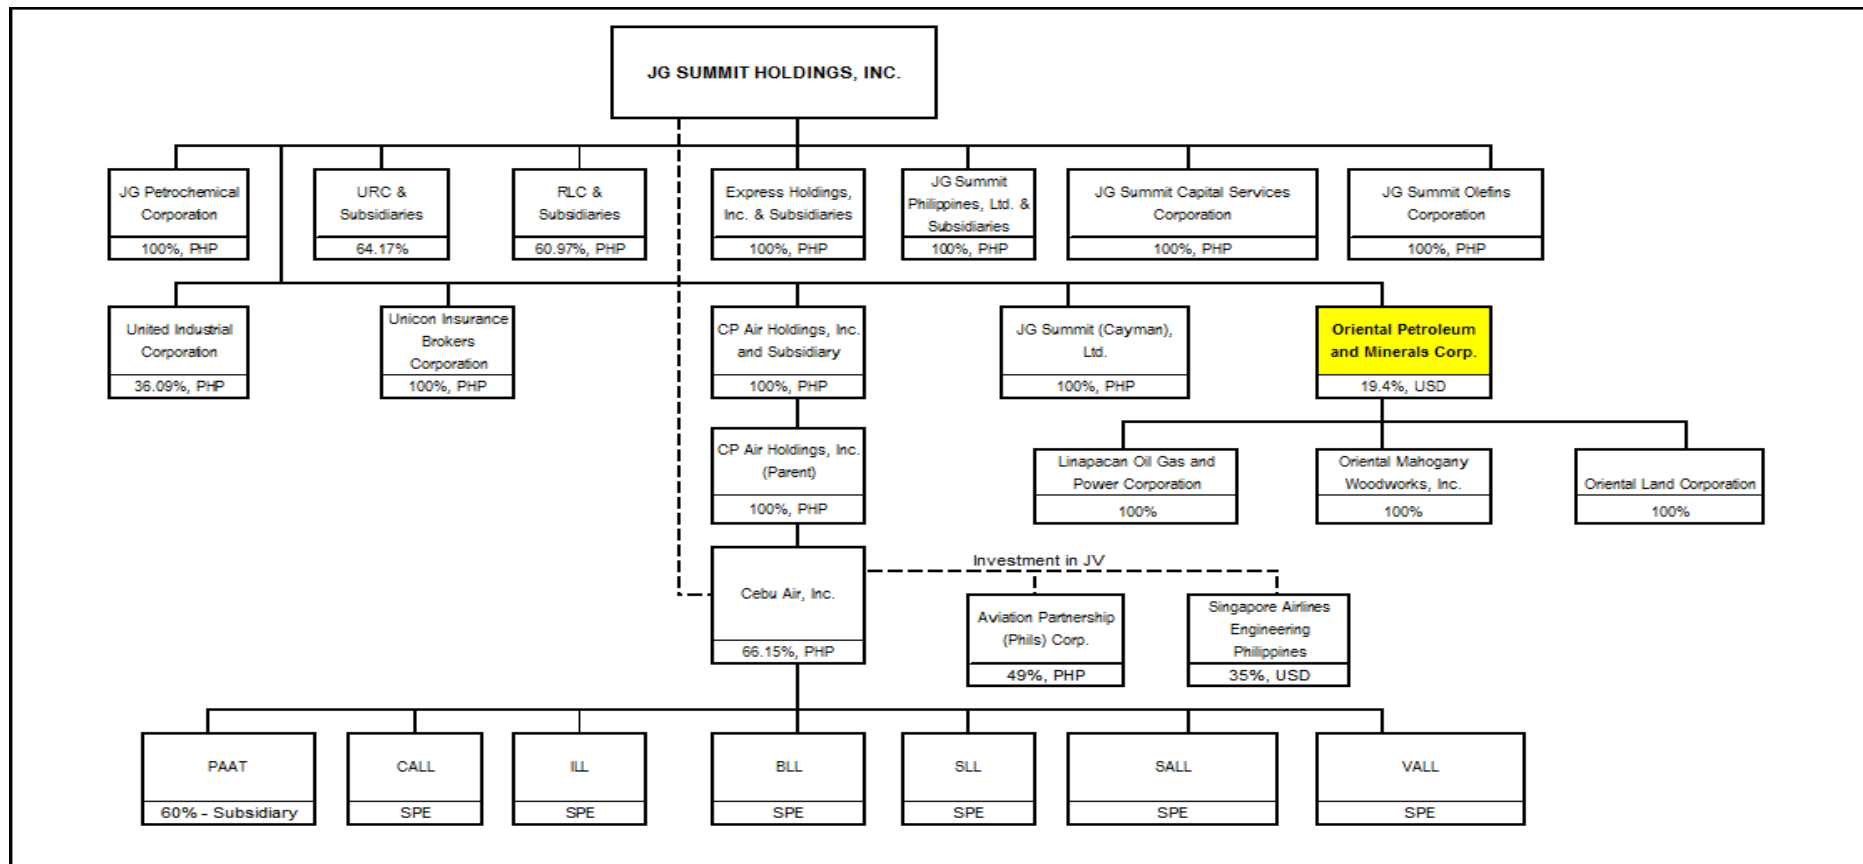 JG SUMMIT HOLDINGS, INC.
JG Petrochemical
Corporation
100%, PHP
URC &
Subsidiaries
64.17%
RLC &
Subsidiaries
60.97%, PHP
Express Holdings,
Inc. & Subsidiaries
100%, PHP
JG Summit
Philippines, Ltd. &
Subsidiaries
100%, PHP
JG Summit Capital Services
Corporation
100%, PHP
JG Summit Olefins
Corporation
100%, PHP
United Industrial
Corporation
36.09%, PHP
Unicon Insurance
Brokers
Corporation
100%, PHP
CP Air Holdings, Inc.
and Subsidiary
100%, PHP
JG Summit (Cayman),
Ltd.
100%, PHP
Oriental Petroleum
and Minerals Corp.
19.4%, USD
CP Air Holdings, Inc.
(Parent)
100%, PHP
Linapacan Oil Gas and
Power Corporation
100%
Oriental Mahogany
Woodworks, Inc.
100%
Oriental Land Corporation
100%
Cebu Air, Inc.
66.15%, PHP
Investment in JV
Aviation Partnership
(Phils) Corp.
49%, PHP
Singapore Airlines
Engineering
Philippines
35%, USD
PAAT
60% - Subsidiary
CALL
SPE
ILL
SPE
BLL
SPE
SLL
SPE
SALL
SPE
VALL
SPE